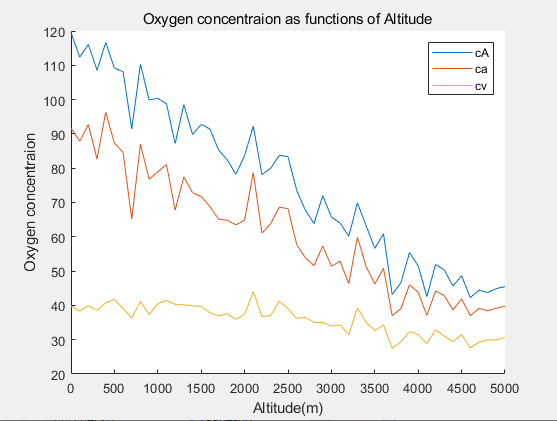 Oxygen concentraion as functions of Altitude
120
110
100
90
80
70
60
50
40
30
20
Oxygen concentraion
cA
ca
cv
0 500 1000 1500 2000 2500 3000 3500 4000 4500 5000
Altitude(m)